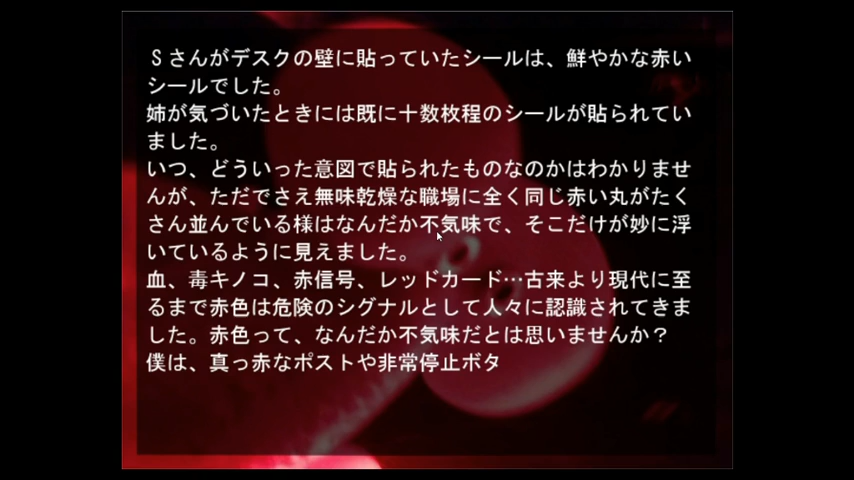 Ｓさんがデスクの壁に貼っていたシールは、鮮やかな赤い
シールでした。
姉が気づいたときには既に十数枚程のシールが貼られてい
ました。
いつ、どういった意図で貼られたものなのかはわかりませ
んが、ただでさえ無味乾燥な職場に全く同じ赤い丸がたく
さん並んでいる様はなんだか不気味で、そこだけが妙に浮
いているように見えました。
血、毒キノコ、赤信号、レッドカード…古来より現代に至
るまで赤色は危険のシグナルとして人々に認識されてきま
した。赤色って、なんだか不気味だとは思いませんか？
僕は、真っ赤なポストや非常停止ボタ